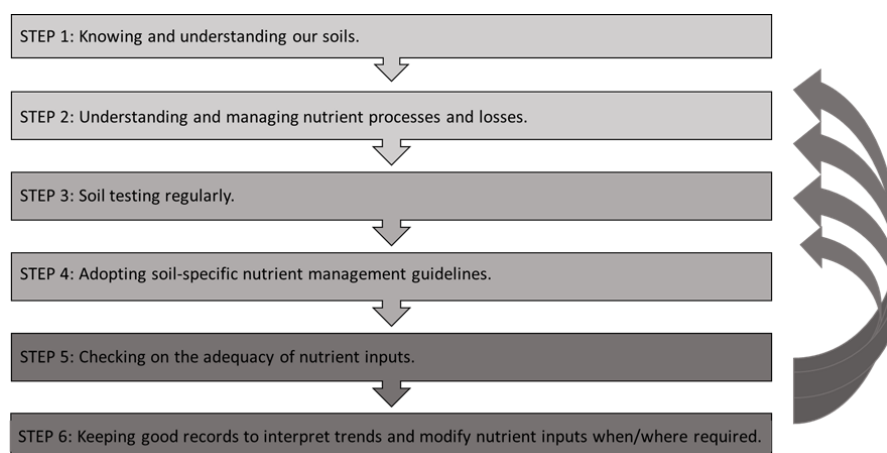 STEP 1: Knowing and understanding our soils.
STEP 2: Understanding and managing nutrient processes and losses.
STEP 3: Soil testing regularly.
STEP 4: Adopting soil-specific nutrient management guidelines.
STEP 5: Checking on the adequacy of nutrient inputs.
STEP 6: Keeping good records to interpret trends and modify nutrient inputs when/where required.